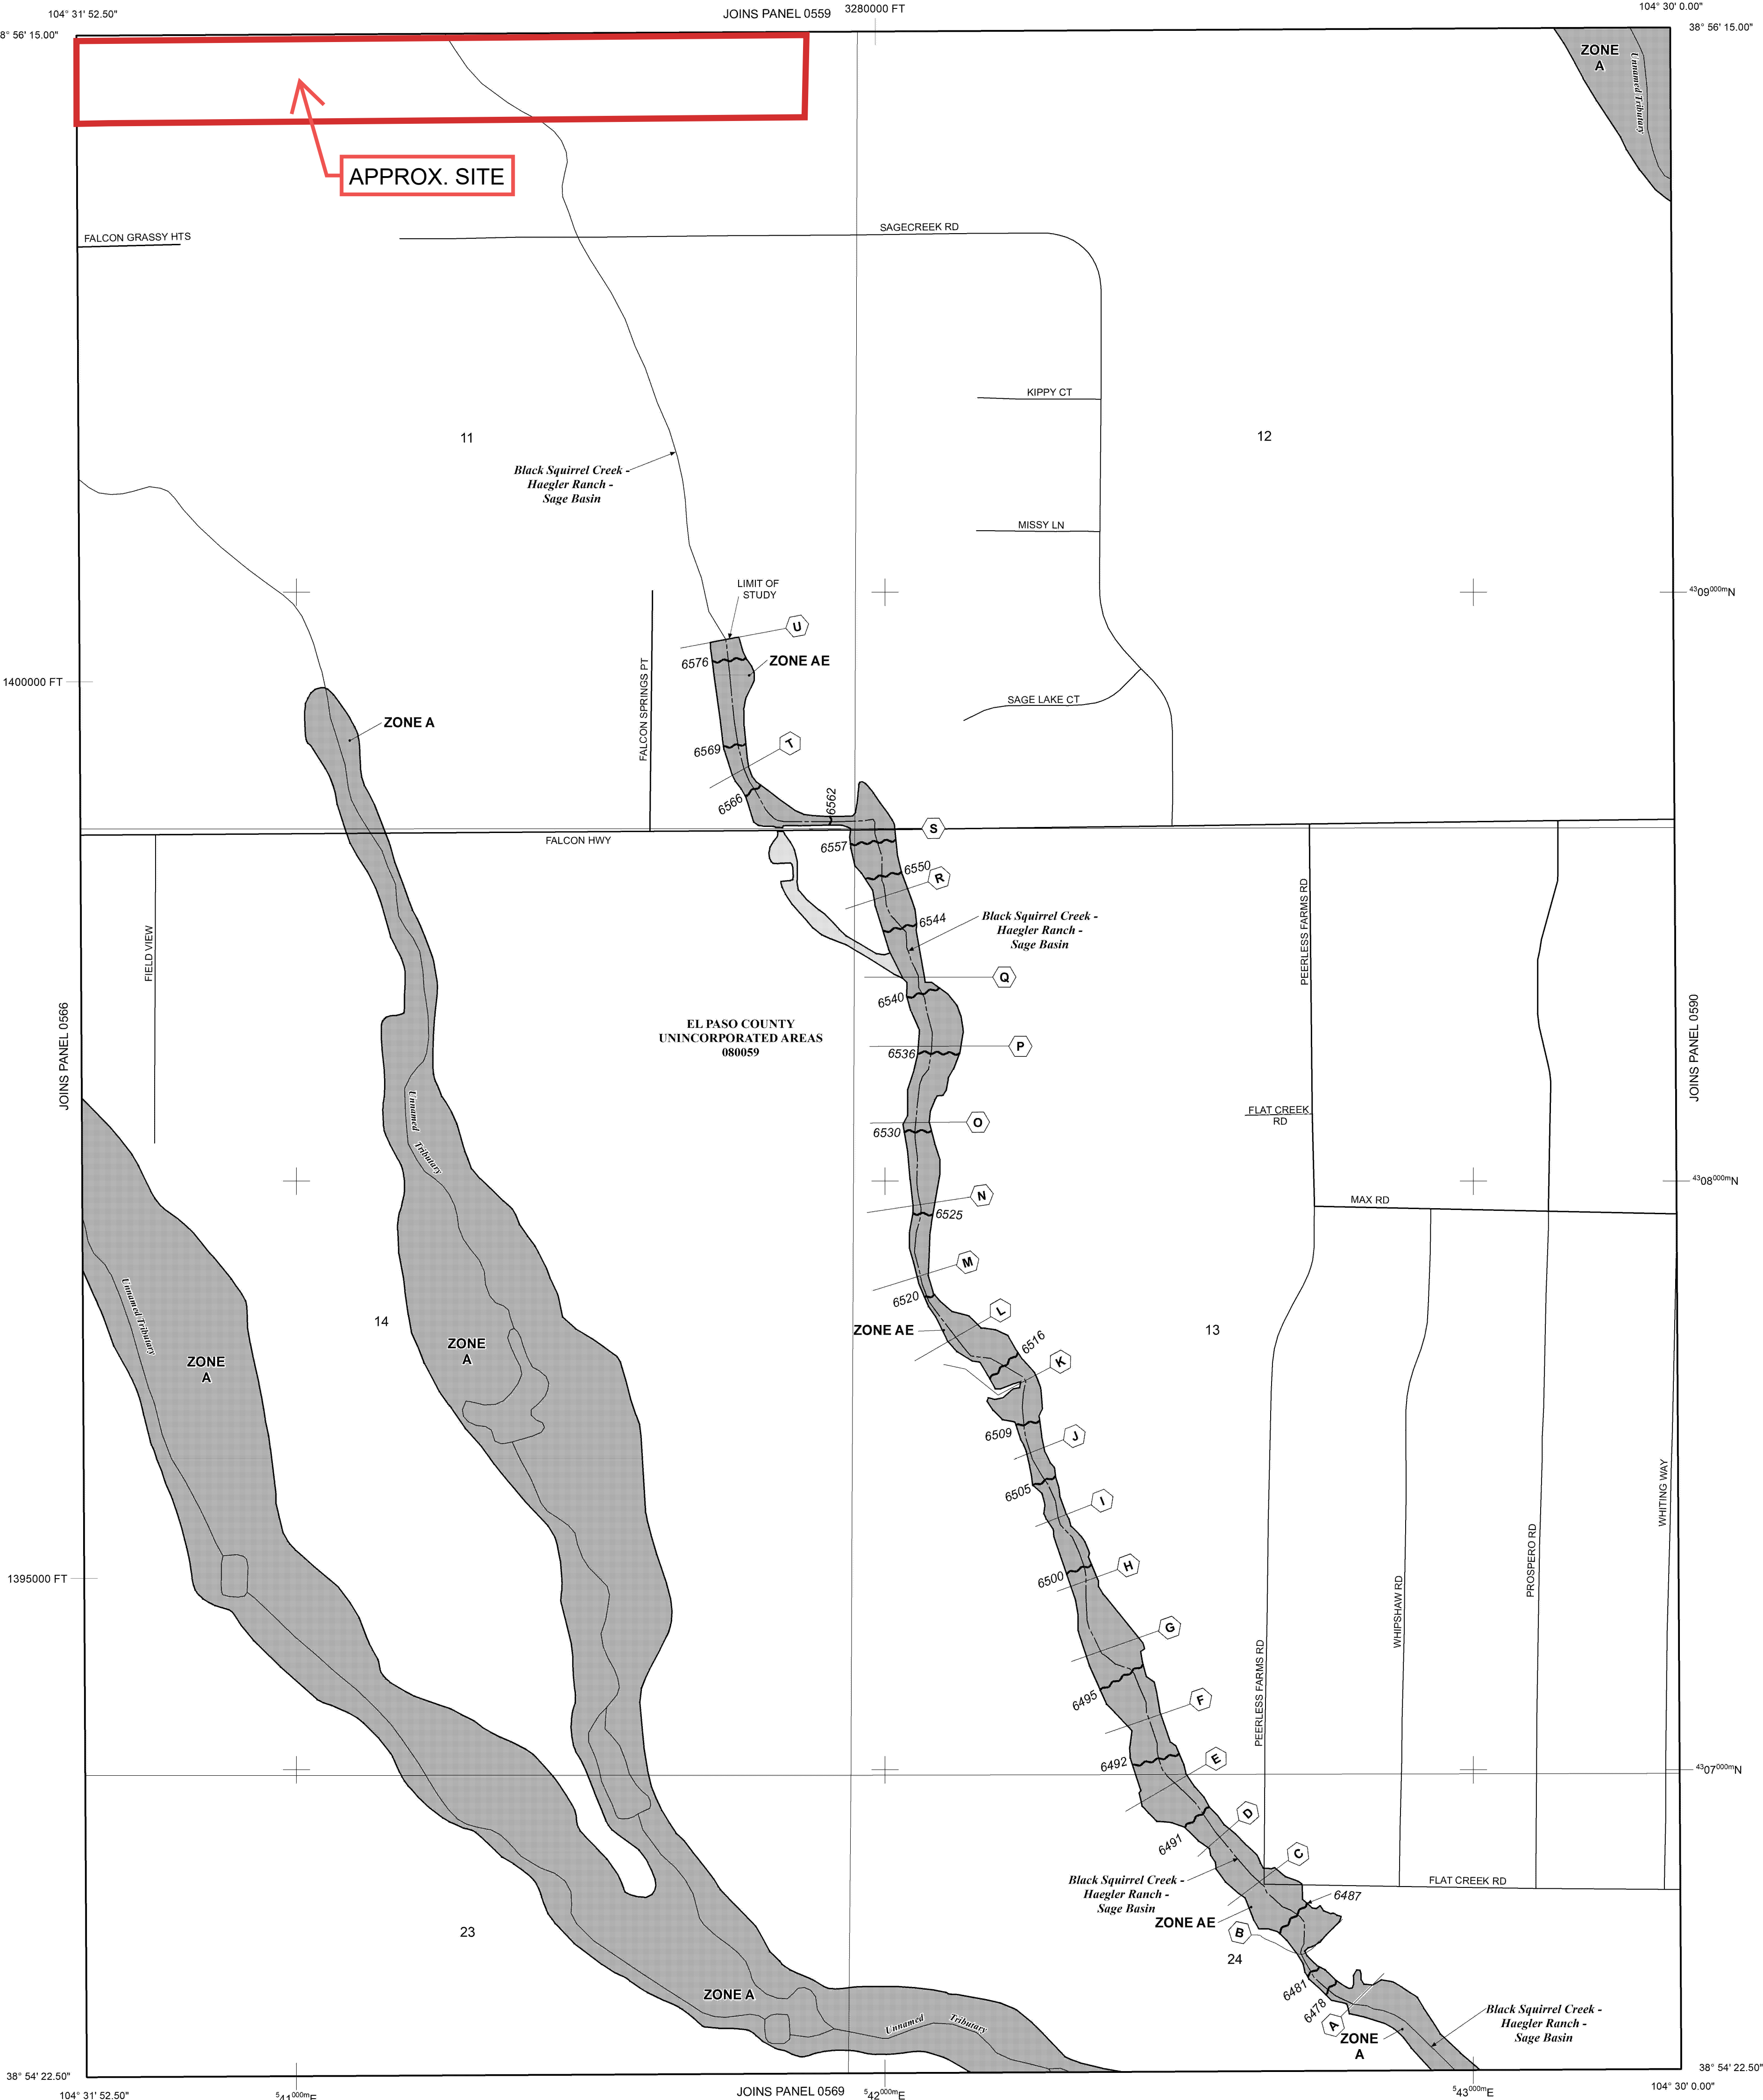 104° 31' 52.50"
JOINS PANEL 0559
3280000 FT
104° 30' 0.00"
8° 56' 15.00"
38° 56' 15.00"
ZONE
A
Unnamed Tributary
APPROX. SITE
FALCON GRASSY HTS
SAGECREEK RD
KIPPY CT
11
12
Black Squirrel Creek -
Haegler Ranch -
Sage Basin
MISSY LN
LIMIT OF
STUDY
4309000mN
U
6576
ZONE AE
FALCON SPRINGS PT
1400000 FT
SAGE LAKE CT
ZONE A
6569
T
6566
6562
S
FALCON HWY
6557
6550
R
PEERLESS FARMS RD
FIELD VIEW
6544
Black Squirrel Creek -
Haegler Ranch -
Sage Basin
Q
6540
JOINS PANEL 0566
JOINS PANEL 0590
EL PASO COUNTY
UNINCORPORATED AREAS
080059
P
6536
Unnamed Tributary
FLAT CREEK
RD
O
6530
4308000mN
N
6525
MAX RD
M
6520
Unnamed Tributary
L
14
ZONE AE
13
6516
ZONE
A
ZONE
A
K
6509
J
6505
I
WHITING WAY
PROSPERO RD
H
6500
1395000 FT
WHIPSHAW RD
G
PEERLESS FARMS RD
6495
F
6492
E
4307000mN
D
6491
C
Black Squirrel Creek -
Haegler Ranch -
Sage Basin
FLAT CREEK RD
6487
ZONE AE
B
23
24
6481
6478
A
ZONE A
Unnamed Tributary
Black Squirrel Creek -
Haegler Ranch -
Sage Basin
ZONE
A
38° 54' 22.50"
38° 54' 22.50"
104° 31' 52.50"
541000mE
JOINS PANEL 0569
542000mE
543000mE
104° 30' 0.00"